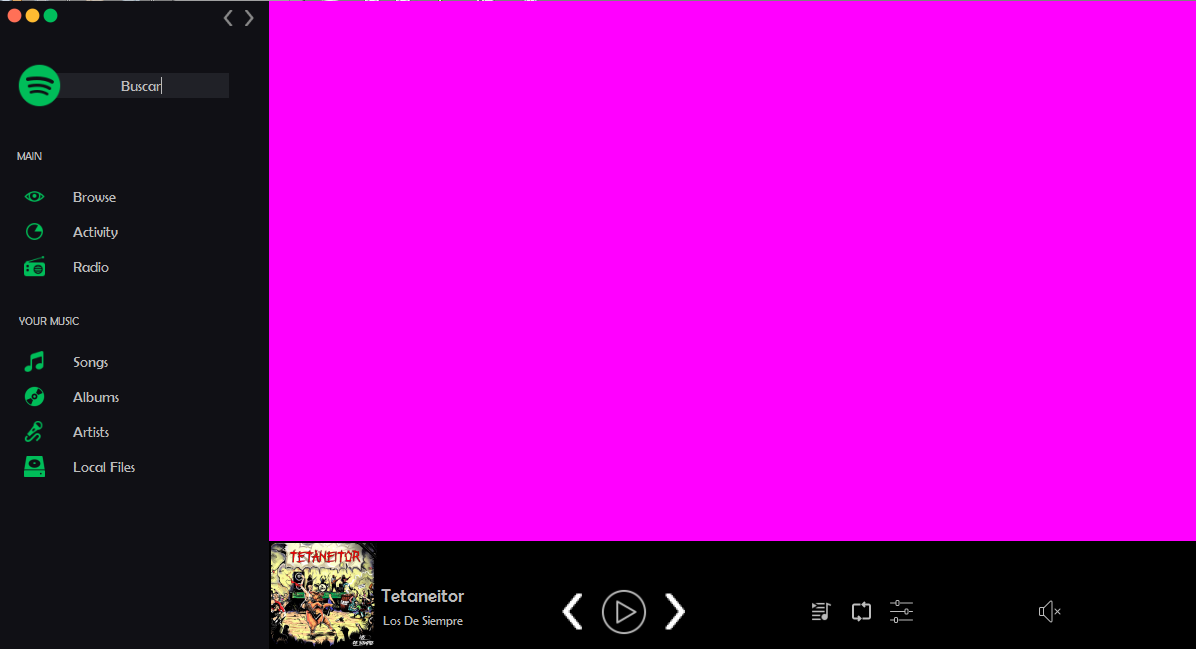 Buscar
MAIN
Browse
Activity
Radio
YOUR MUSIC
Songs
Albums
Artists
Local Files
TETANEITOR
Tetaneitor
Los De Siempre